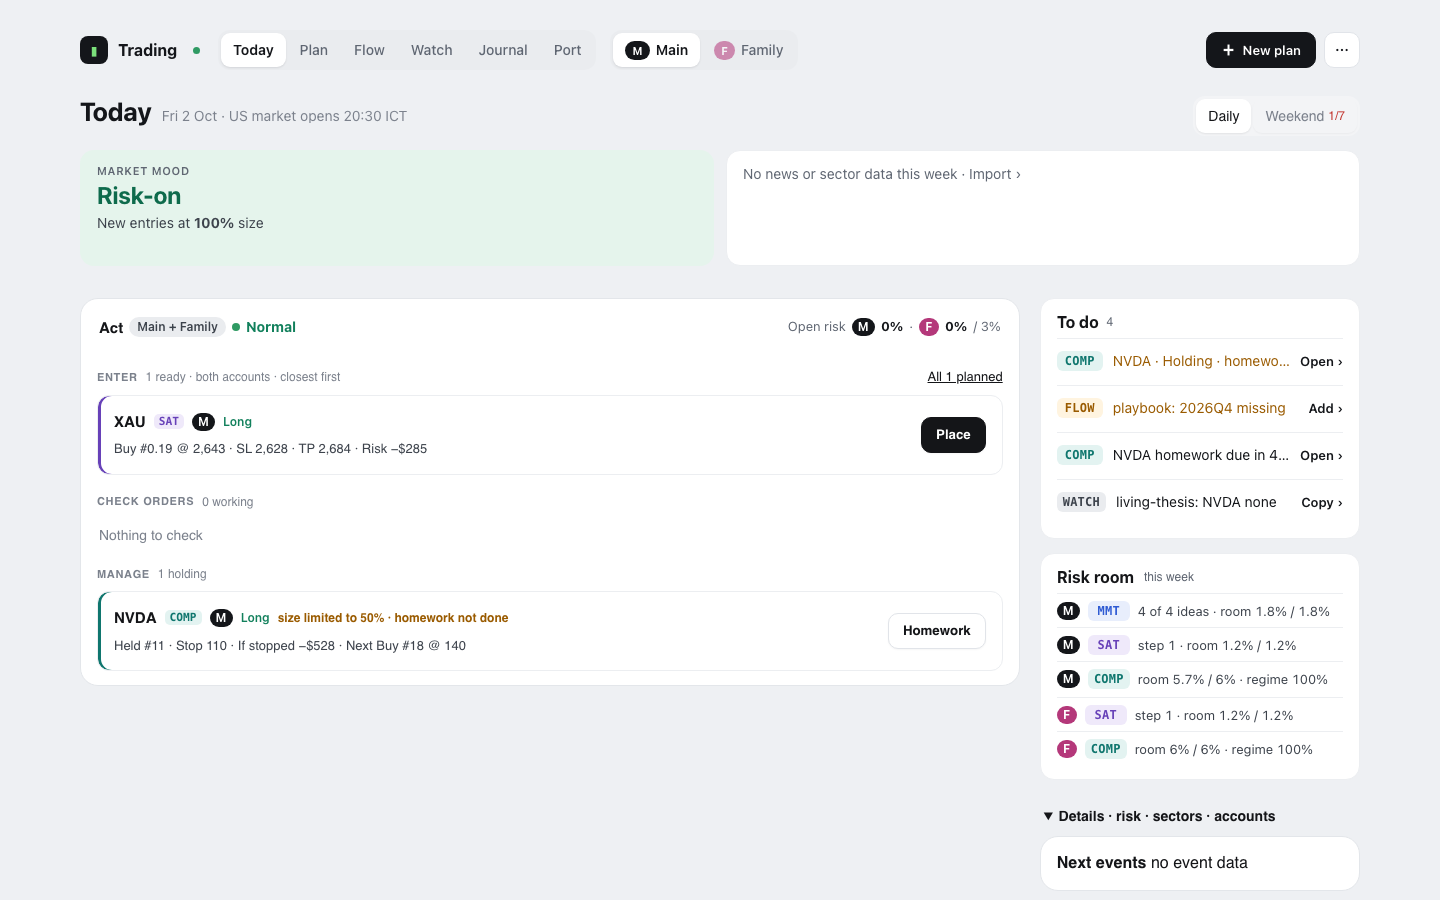 Trading Today Plan Flow Watch Journal Port M Main F Family + New plan ...
Today Fri 2 Oct · US market opens 20:30 ICT Daily Weekend 1/7
MARKET MOOD
Risk-on
New entries at 100% size
No news or sector data this week · Import ›
Act Main + Family Normal Open risk M 0% · F 0% / 3%
ENTER 1 ready · both accounts · closest first All 1 planned
XAU SAT M Long
Buy #0.19 @ 2,643 · SL 2,628 · TP 2,684 · Risk –$285
Place
CHECK ORDERS 0 working
Nothing to check
MANAGE 1 holding
NVDA COMP M Long size limited to 50% · homework not done
Held #11 · Stop 110 · If stopped –$528 · Next Buy #18 @ 140
Homework
To do 4
COMP NVDA · Holding · homewo... Open ›
FLOW playbook: 2026Q4 missing Add ›
COMP NVDA homework due in 4... Open ›
WATCH living-thesis: NVDA none Copy ›
Risk room this week
M MMT 4 of 4 ideas · room 1.8% / 1.8%
M SAT step 1 · room 1.2% / 1.2%
M COMP room 5.7% / 6% · regime 100%
F SAT step 1 · room 1.2% / 1.2%
F COMP room 6% / 6% · regime 100%
▼ Details · risk · sectors · accounts
Next events no event data